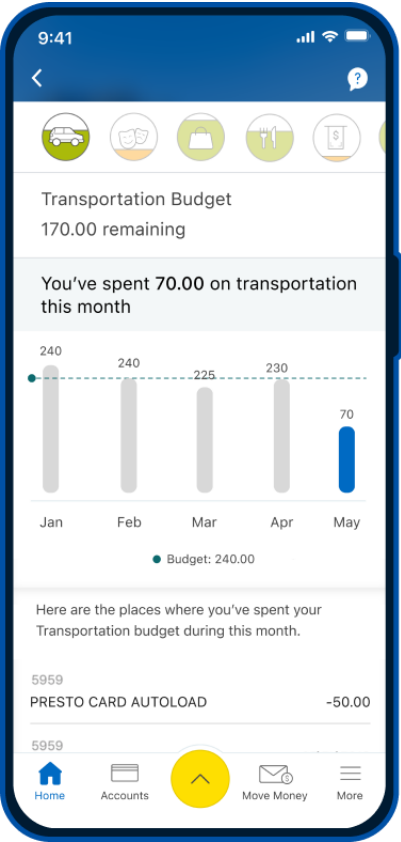 9:41
?
$
Transportation Budget
170.00 remaining
You've spent 70.00 on transportation
this month
240
240
225
230
70
Jan Feb Mar Apr May
Budget: 240.00
Here are the places where you've spent your
Transportation budget during this month.
5959
PRESTO CARD AUTOLOAD -50.00
5959
$
Home Accounts Move Money More